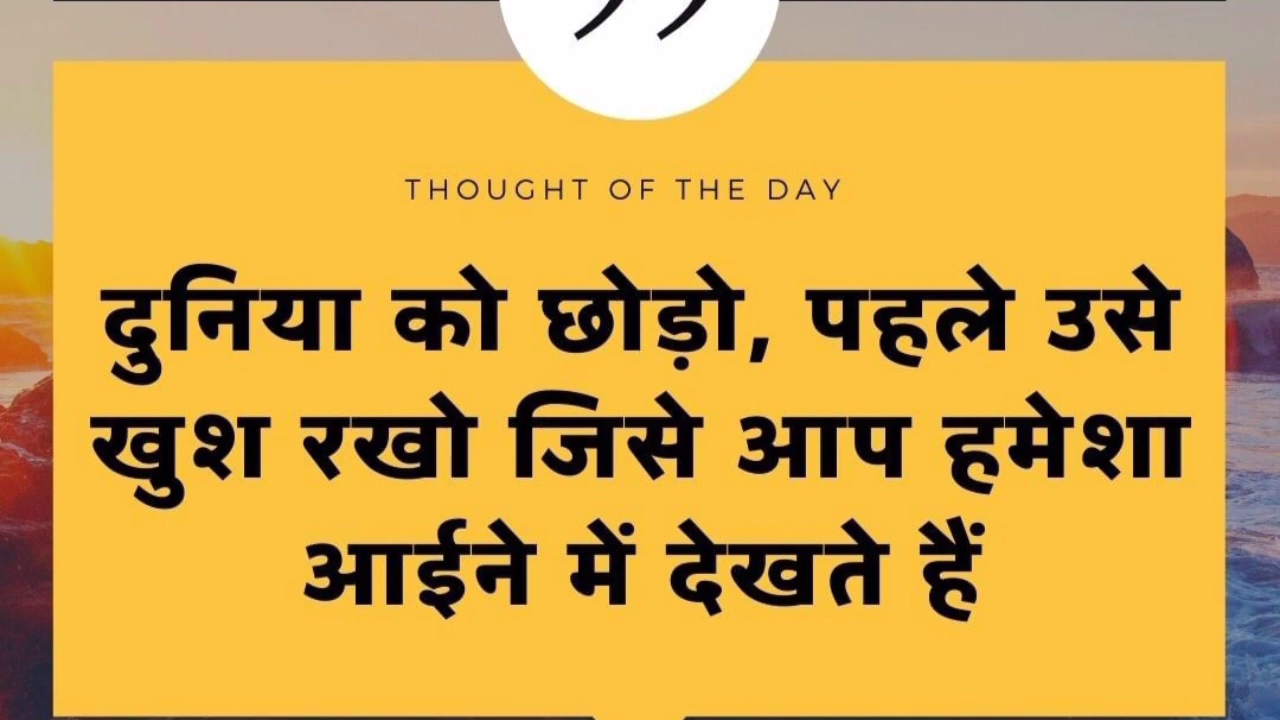 THOUGHT OF THE DAY
दुनिया को छोड़ो, पहले उसे
खुश रखो जिसे आप हमेशा
आईने में देखते हैं